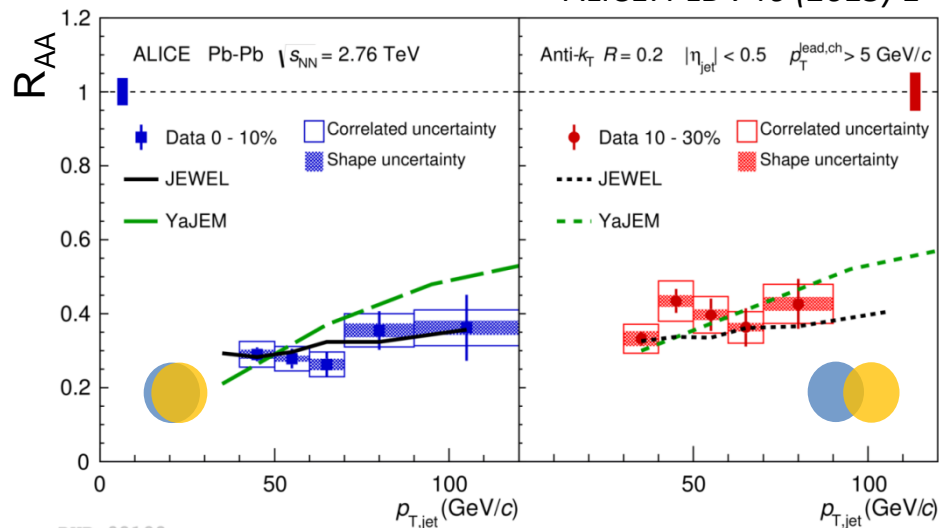 R_AA
1.2
1
0.8
0.6
0.4
0.2
0
ALICE Pb-Pb √s_NN = 2.76 TeV
Data 0 - 10%
Correlated uncertainty
Shape uncertainty
JEWEL
YaJEM
0
50
100
p_T,jet (GeV/c)
Anti-k_T R = 0.2 |η_jet| < 0.5 p_T^lead,ch > 5 GeV/c
Data 10 - 30%
Correlated uncertainty
Shape uncertainty
JEWEL
YaJEM
50
100
p_T,jet (GeV/c)